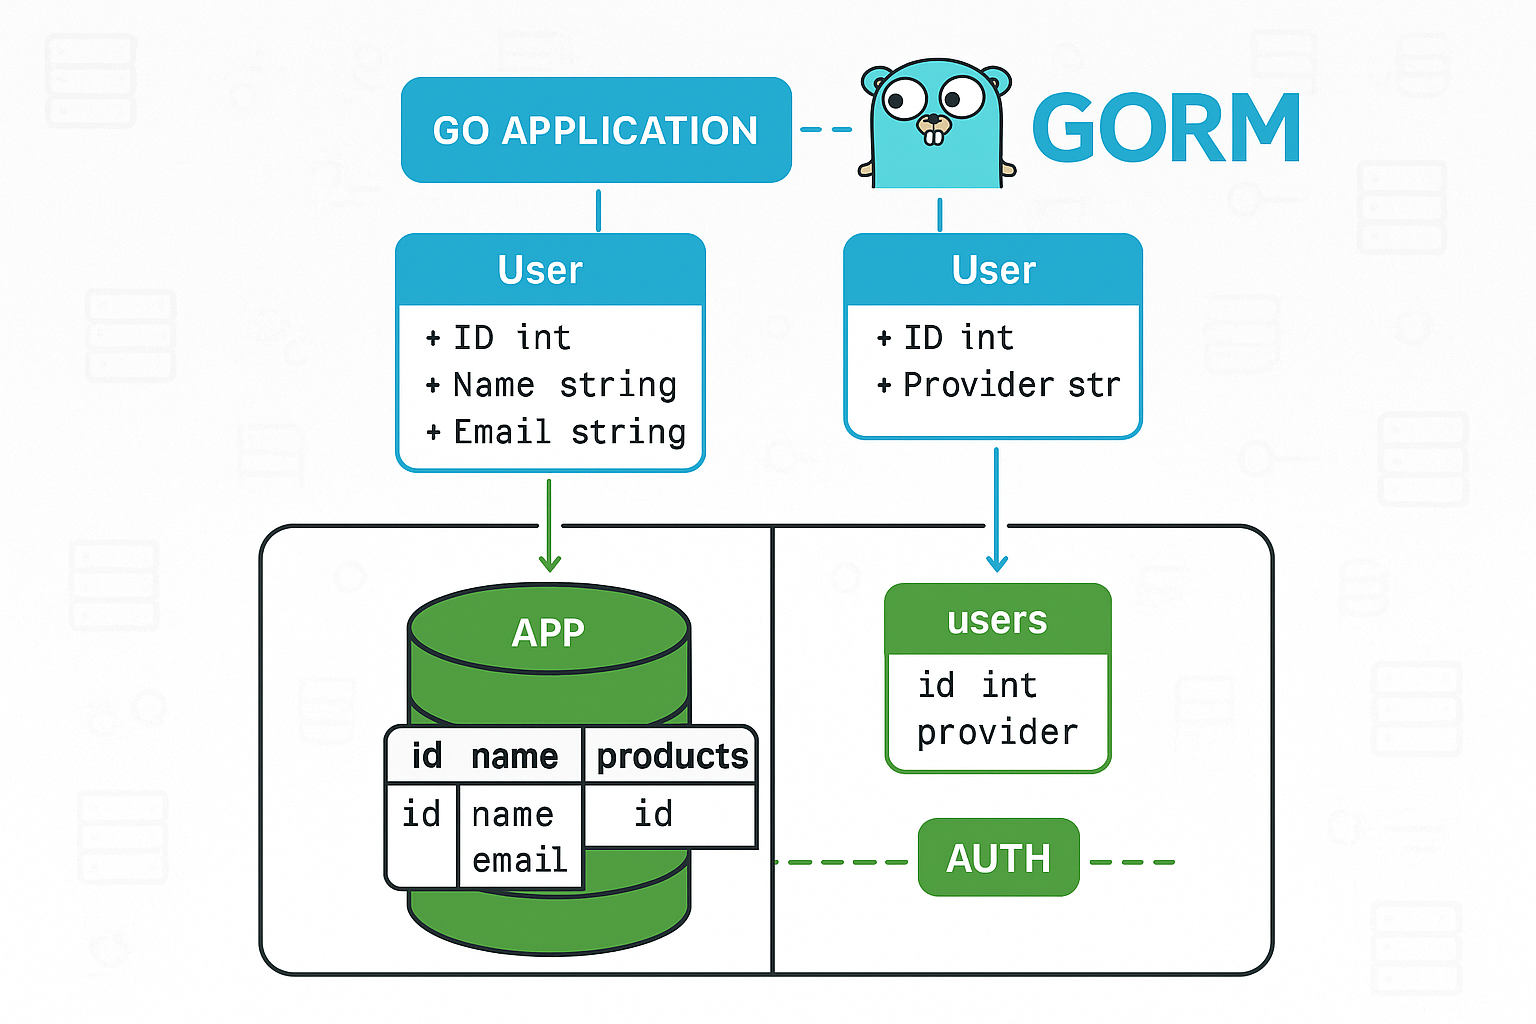 GO APPLICATION
GORM
User
+ ID int
+ Name string
+ Email string
User
+ ID int
+ Provider str
APP
id name products
id name id
email
users
id int
provider
AUTH